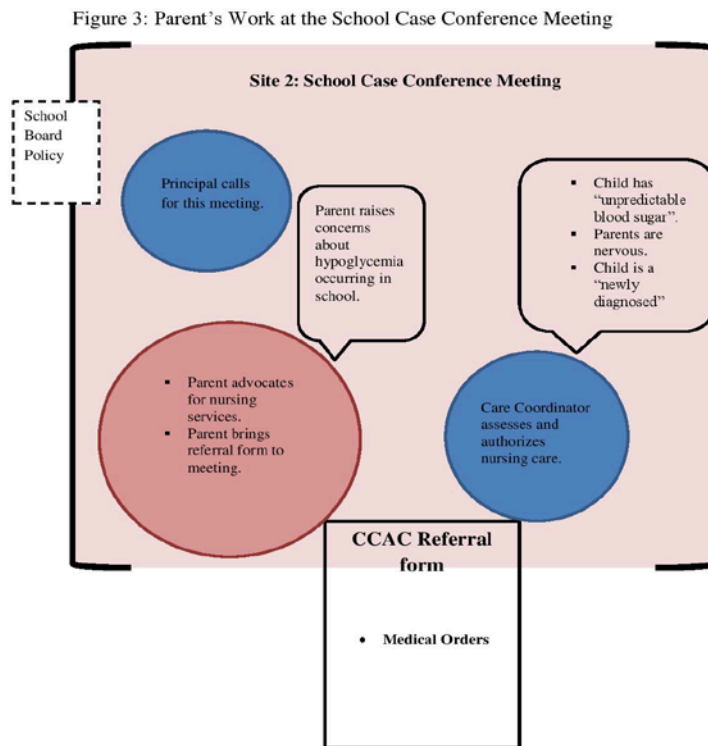 Figure 3: Parent’s Work at the School Case Conference Meeting
Site 2: School Case Conference Meeting
School
Board
Policy
Principal calls
for this meeting.
Parent raises
concerns
about
hypoglycemia
occurring in
school.
▪ Child has
“unpredictable
blood sugar”.
▪ Parents are
nervous.
▪ Child is a
“newly
diagnosed”
▪ Parent advocates
for nursing
services.
▪ Parent brings
referral form to
meeting.
Care Coordinator
assesses and
authorizes
nursing care.
CCAC Referral
form
• Medical Orders